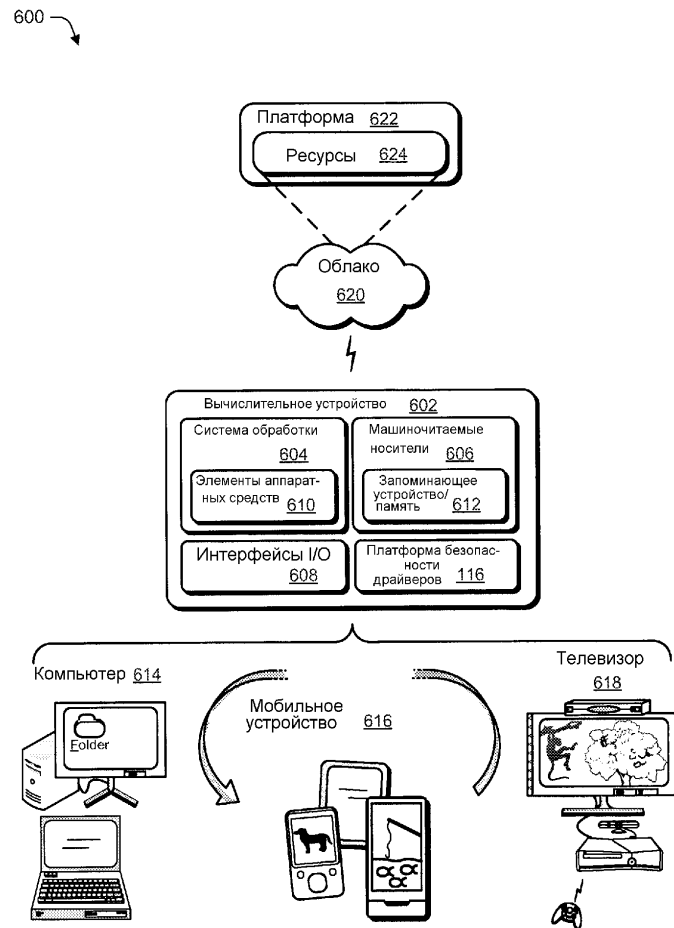 600
Платформа 622
Ресурсы 624
Облако
620
Вычислительное устройство 602
Система обработки
604
Элементы аппарат-
ных средств 610
Машиночитаемые
носители 606
Запоминающее
устройство/
память 612
Интерфейсы I/O
608
Платформа безопас-
ности
драйверов 116
Компьютер 614
Folder
Мобильное
устройство 616
Телевизор
618